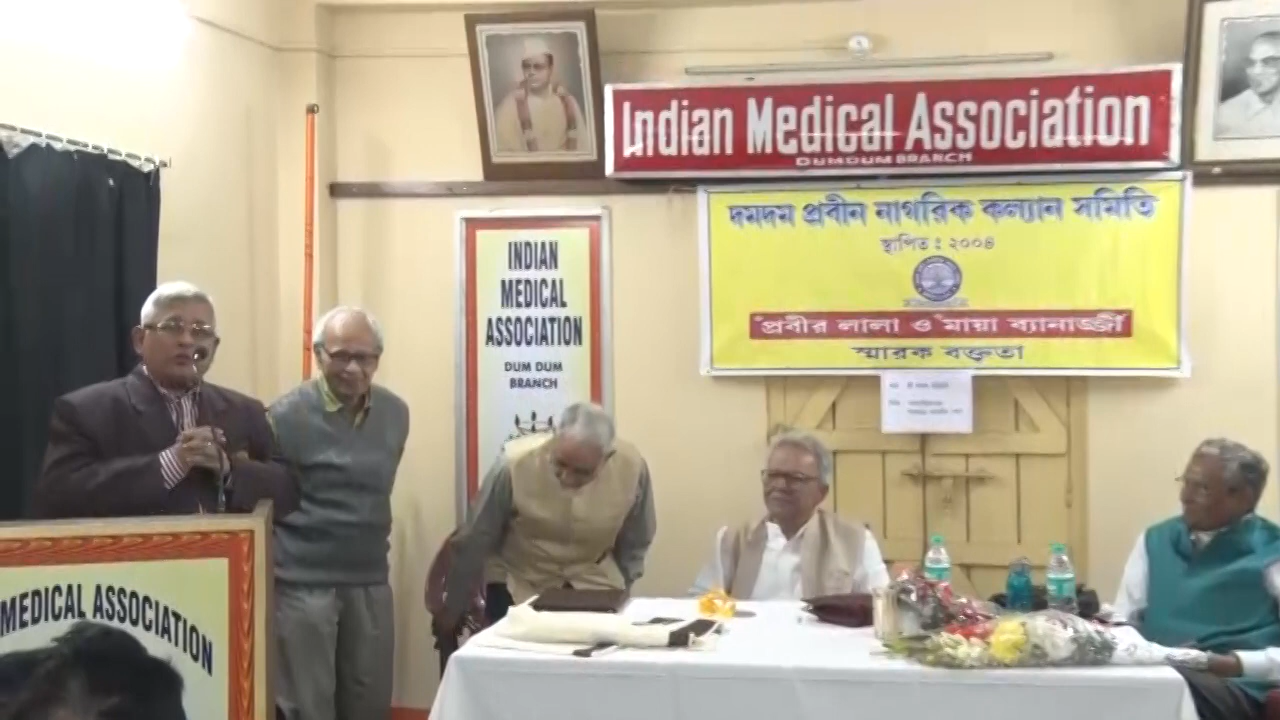 Indian Medical Association
DUMDUM BRANCH
দমদম প্রবীন নাগরিক কল্যান সমিতি
স্থাপিত : ২০০৪
"প্রবীর লালা ও মায়া ব্যানার্জ্জী"
স্মারক বক্তৃতা
INDIAN
MEDICAL
ASSOCIATION
DUM DUM
BRANCH
MEDICAL ASSOCIATION